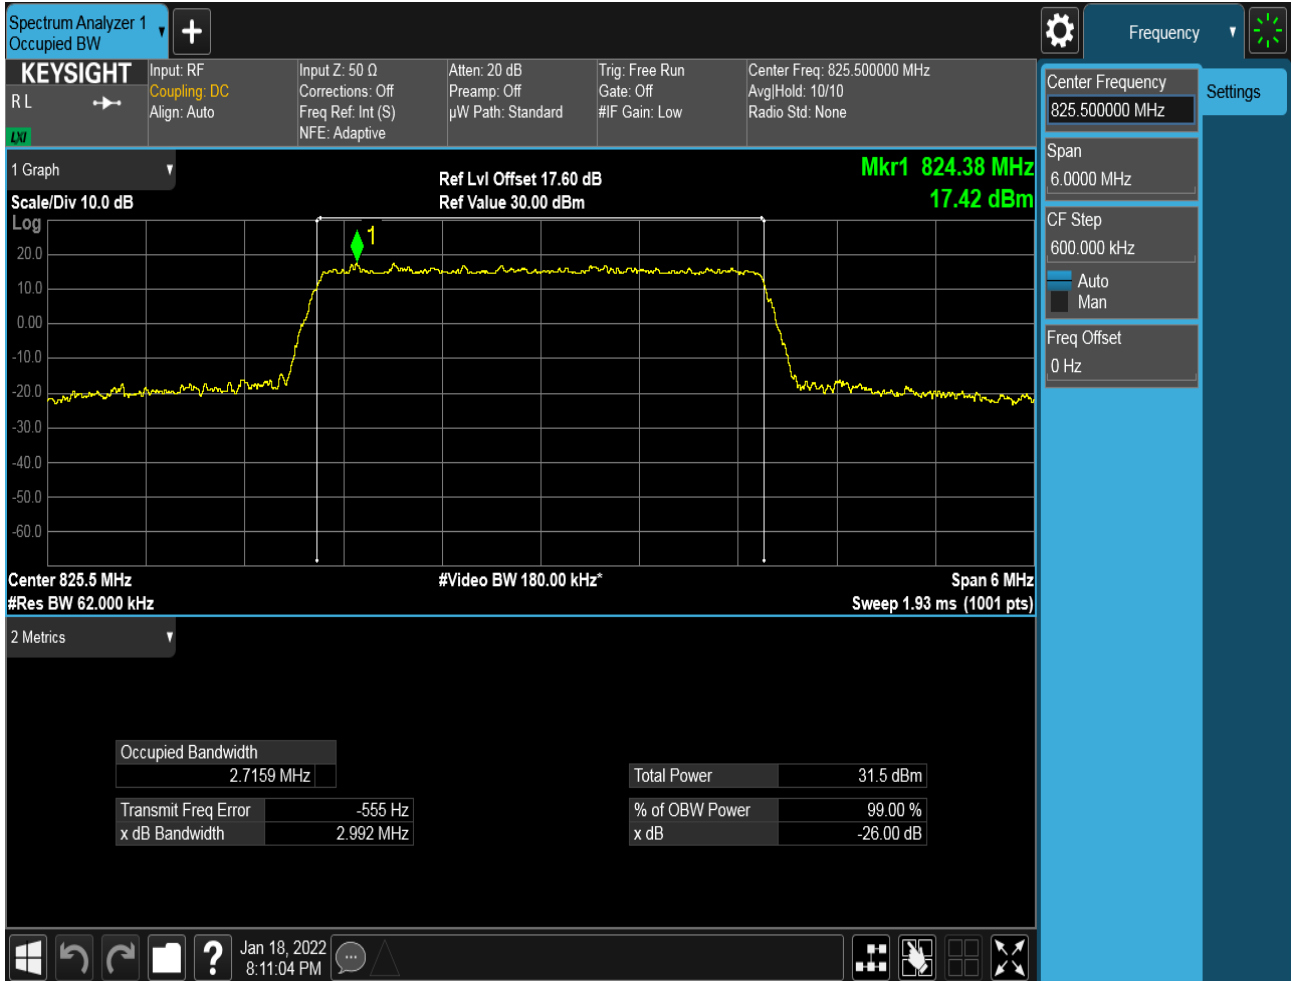 Spectrum Analyzer 1
Occupied BW
+
Frequency
KEYSIGHT
R L
LXI
Input: RF
Coupling: DC
Align: Auto
Input Z: 50 Ω
Corrections: Off
Freq Ref: Int (S)
NFE: Adaptive
Atten: 20 dB
Preamp: Off
µW Path: Standard
Trig: Free Run
Gate: Off
#IF Gain: Low
Center Freq: 825.500000 MHz
Avg|Hold: 10/10
Radio Std: None
Center Frequency
825.500000 MHz
Settings
Span
6.0000 MHz
CF Step
600.000 kHz
Auto
Man
Freq Offset
0 Hz
1 Graph
Scale/Div 10.0 dB
Ref Lvl Offset 17.60 dB
Ref Value 30.00 dBm
Mkr1 824.38 MHz
17.42 dBm
Log
1
20.0
10.0
0.00
-10.0
-20.0
-30.0
-40.0
-50.0
-60.0
Center 825.5 MHz
#Video BW 180.00 kHz*
Span 6 MHz
#Res BW 62.000 kHz
Sweep 1.93 ms (1001 pts)
2 Metrics
Occupied Bandwidth
2.7159 MHz
Total Power 31.5 dBm
Transmit Freq Error -555 Hz
% of OBW Power 99.00 %
x dB Bandwidth 2.992 MHz
x dB -26.00 dB
?
Jan 18, 2022
8:11:04 PM